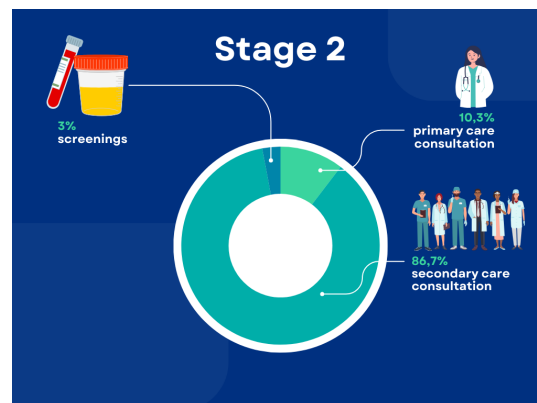 Stage 2
3%
screenings
10,3%
primary care
consultation
86,7%
secondary care
consultation